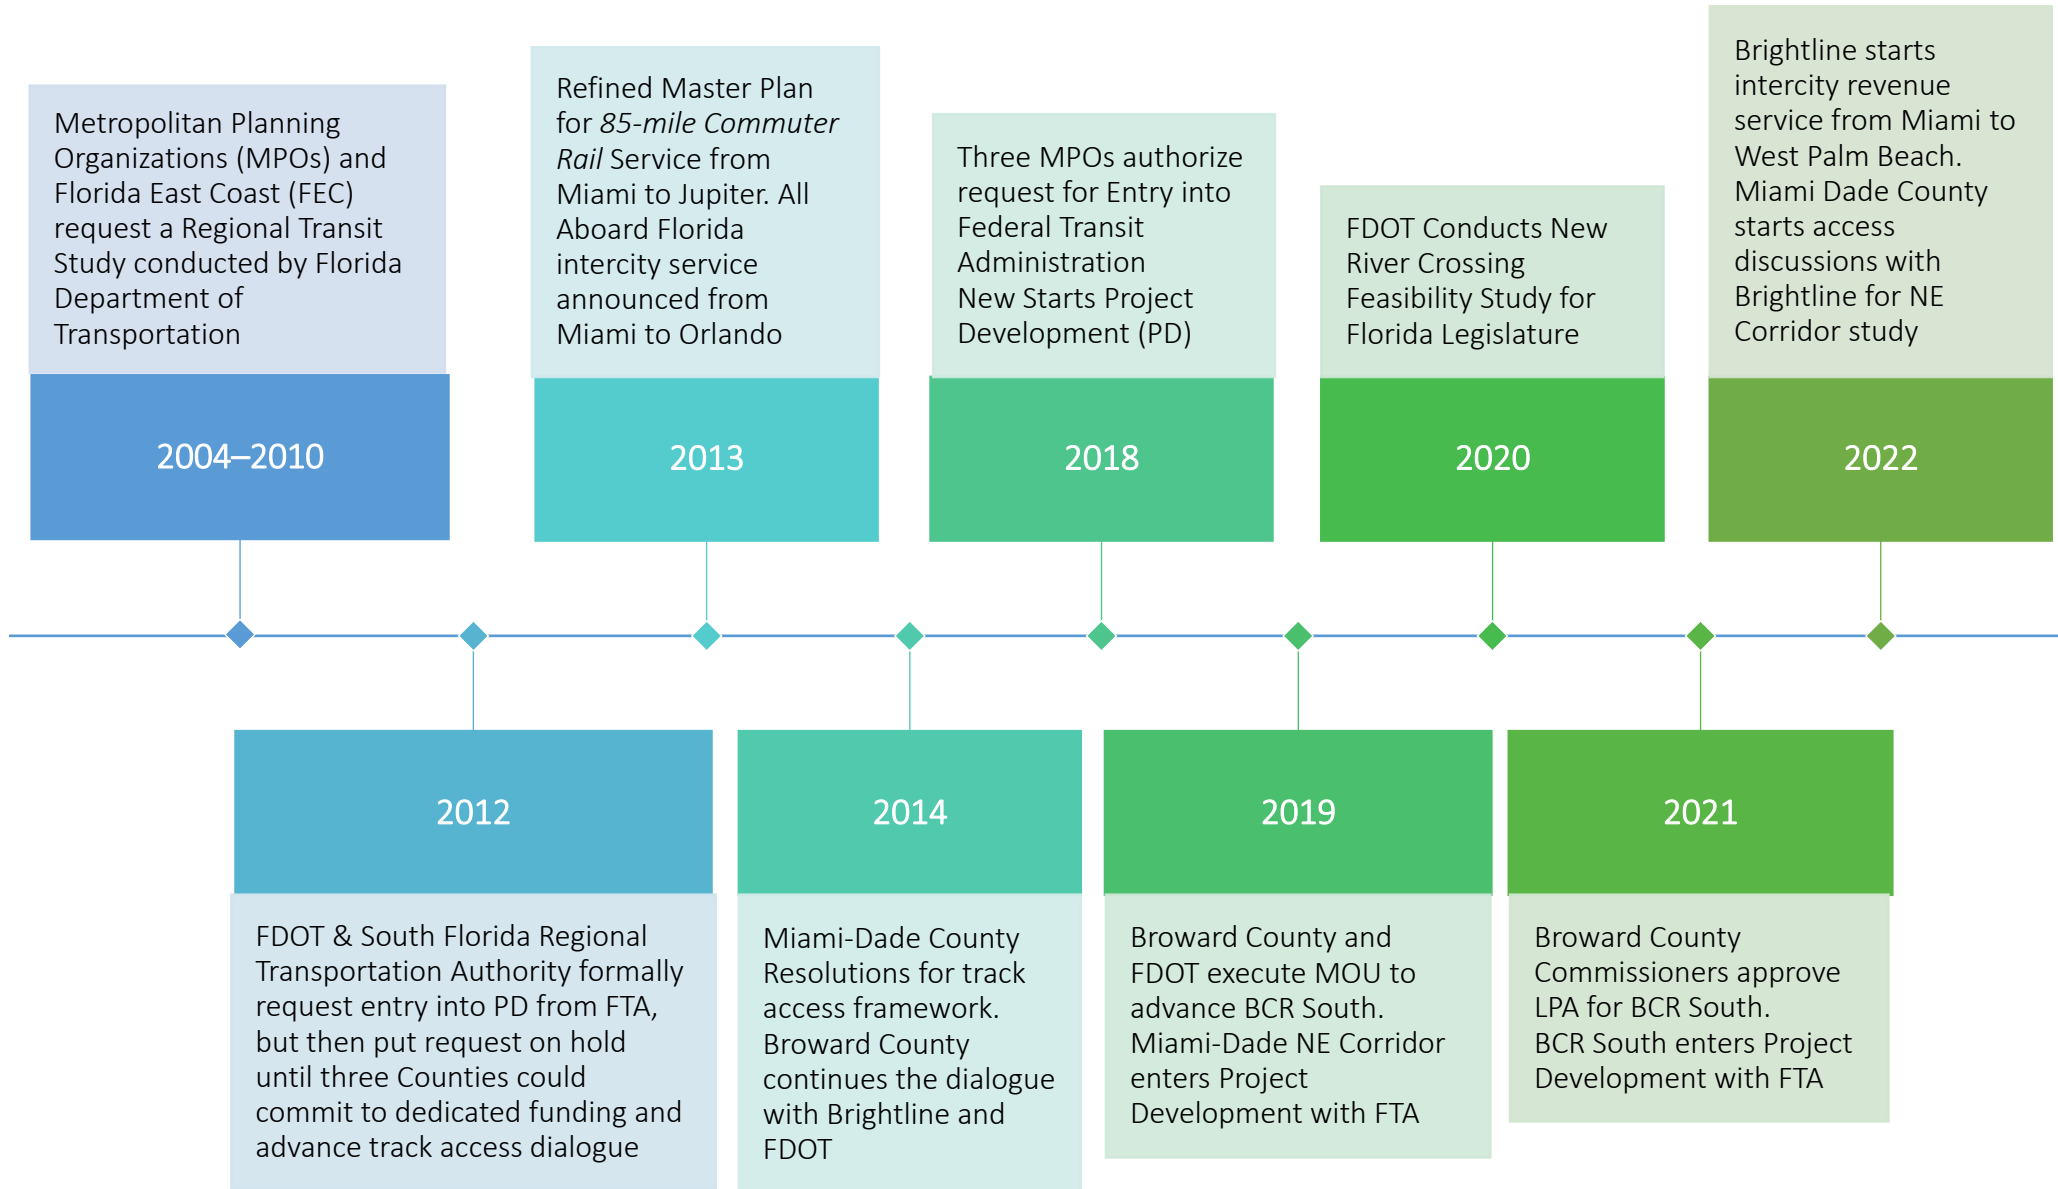 Metropolitan Planning
Organizations (MPOs) and
Florida East Coast (FEC)
request a Regional Transit
Study conducted by Florida
Department of
Transportation
2004–2010
FDOT & South Florida Regional
Transportation Authority formally
request entry into PD from FTA,
but then put request on hold
until three Counties could
commit to dedicated funding and
advance track access dialogue
2012
Refined Master Plan
for 85-mile Commuter
Rail Service from
Miami to Jupiter. All
Aboard Florida
intercity service
announced from
Miami to Orlando
2013
2014
Miami-Dade County
Resolutions for track
access framework.
Broward County
continues the dialogue
with Brightline and
FDOT
Three MPOs authorize
request for Entry into
Federal Transit
Administration
New Starts Project
Development (PD)
2018
2019
Broward County and
FDOT execute MOU to
advance BCR South.
Miami-Dade NE Corridor
enters Project
Development with FTA
FDOT Conducts New
River Crossing
Feasibility Study for
Florida Legislature
2020
2021
Broward County
Commissioners approve
LPA for BCR South.
BCR South enters Project
Development with FTA
Brightline starts
intercity revenue
service from Miami to
West Palm Beach.
Miami Dade County
starts access
discussions with
Brightline for NE
Corridor study
2022